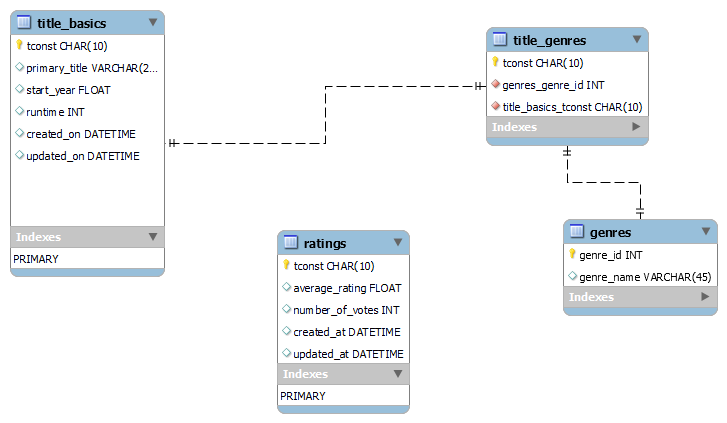 title_basics
tconst CHAR(10)
primary_title VARCHAR(2...
start_year FLOAT
runtime INT
created_on DATETIME
updated_on DATETIME
Indexes
PRIMARY
title_genres
tconst CHAR(10)
genres_genre_id INT
title_basics_tconst CHAR(10)
Indexes
ratings
tconst CHAR(10)
average_rating FLOAT
number_of_votes INT
created_at DATETIME
updated_at DATETIME
Indexes
PRIMARY
genres
genre_id INT
genre_name VARCHAR(45)
Indexes